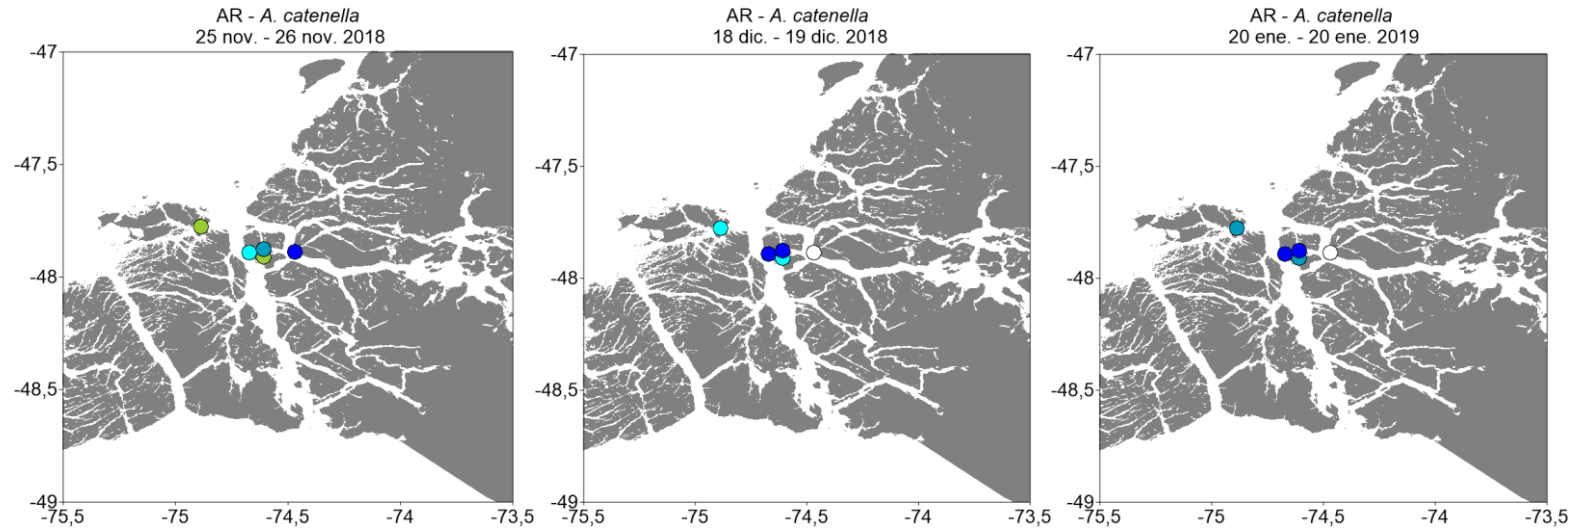 AR - A. catenella
25 nov. - 26 nov. 2018
-47
-47,5
-48
-48,5
-49
-75,5 -75 -74,5 -74 -73,5
AR - A. catenella
18 dic. - 19 dic. 2018
-47
-47,5
-48
-48,5
-49
-75,5 -75 -74,5 -74 -73,5
AR - A. catenella
20 ene. - 20 ene. 2019
-47
-47,5
-48
-48,5
-49
-75,5 -75 -74,5 -74 -73,5